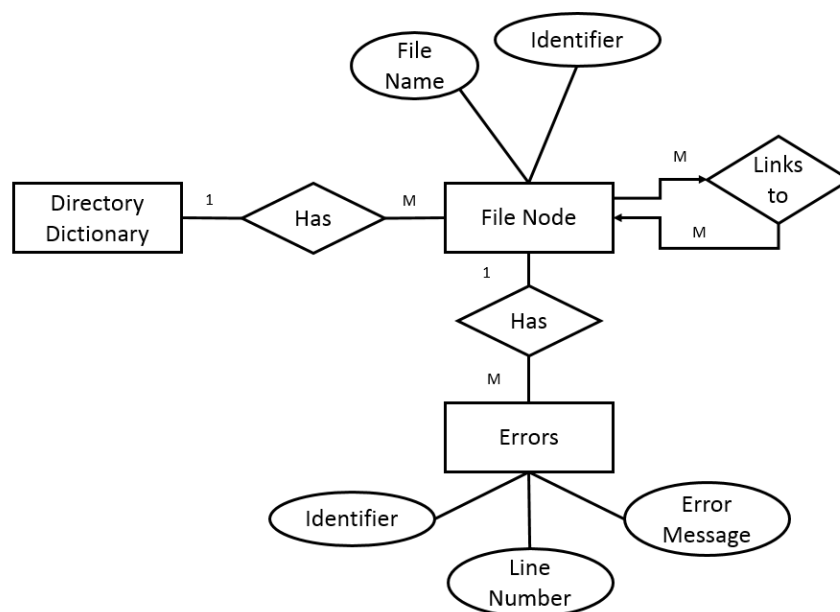 File
Name
Identifier
M
Links
to
Directory
Dictionary
1
Has
M
File Node
M
1
Has
M
Errors
Identifier
Error
Message
Line
Number